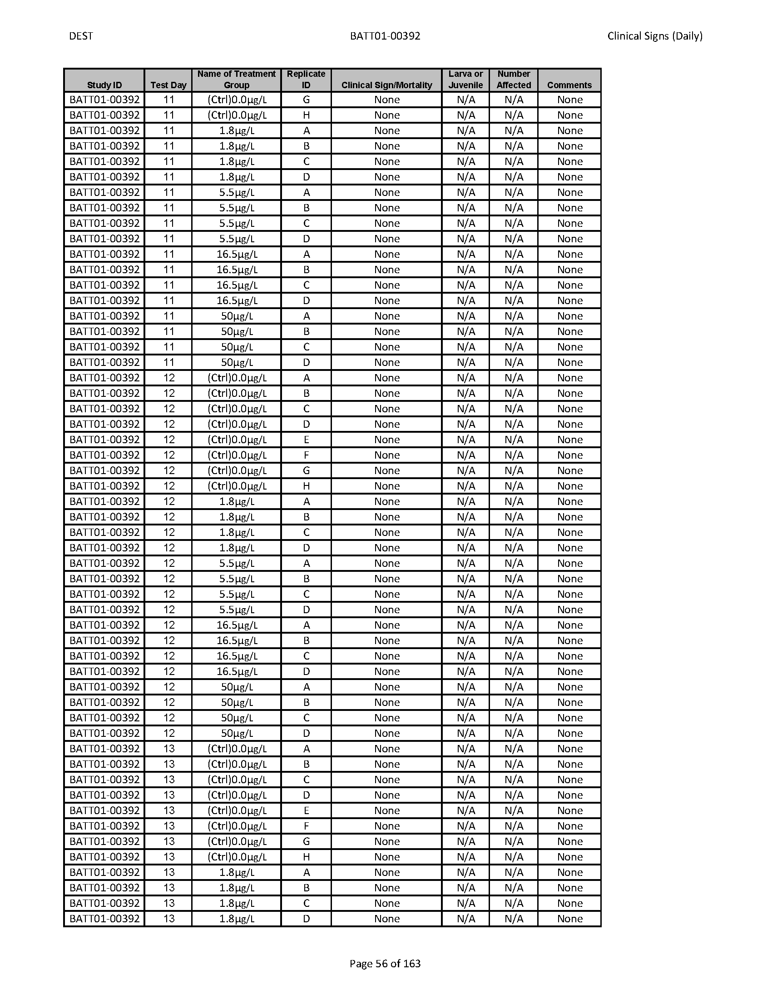 DEST BATT01-00392 Clinical Signs (Daily)
Study ID Test Day Name of Treatment Group Replicate ID Clinical Sign/Mortality Larva or Juvenile Number Affected Comments
BATT01-00392 11 (Ctrl)0.0µg/L G None N/A N/A None
BATT01-00392 11 (Ctrl)0.0µg/L H None N/A N/A None
BATT01-00392 11 1.8µg/L A None N/A N/A None
BATT01-00392 11 1.8µg/L B None N/A N/A None
BATT01-00392 11 1.8µg/L C None N/A N/A None
BATT01-00392 11 1.8µg/L D None N/A N/A None
BATT01-00392 11 5.5µg/L A None N/A N/A None
BATT01-00392 11 5.5µg/L B None N/A N/A None
BATT01-00392 11 5.5µg/L C None N/A N/A None
BATT01-00392 11 5.5µg/L D None N/A N/A None
BATT01-00392 11 16.5µg/L A None N/A N/A None
BATT01-00392 11 16.5µg/L B None N/A N/A None
BATT01-00392 11 16.5µg/L C None N/A N/A None
BATT01-00392 11 16.5µg/L D None N/A N/A None
BATT01-00392 11 50µg/L A None N/A N/A None
BATT01-00392 11 50µg/L B None N/A N/A None
BATT01-00392 11 50µg/L C None N/A N/A None
BATT01-00392 11 50µg/L D None N/A N/A None
BATT01-00392 12 (Ctrl)0.0µg/L A None N/A N/A None
BATT01-00392 12 (Ctrl)0.0µg/L B None N/A N/A None
BATT01-00392 12 (Ctrl)0.0µg/L C None N/A N/A None
BATT01-00392 12 (Ctrl)0.0µg/L D None N/A N/A None
BATT01-00392 12 (Ctrl)0.0µg/L E None N/A N/A None
BATT01-00392 12 (Ctrl)0.0µg/L F None N/A N/A None
BATT01-00392 12 (Ctrl)0.0µg/L G None N/A N/A None
BATT01-00392 12 (Ctrl)0.0µg/L H None N/A N/A None
BATT01-00392 12 1.8µg/L A None N/A N/A None
BATT01-00392 12 1.8µg/L B None N/A N/A None
BATT01-00392 12 1.8µg/L C None N/A N/A None
BATT01-00392 12 1.8µg/L D None N/A N/A None
BATT01-00392 12 5.5µg/L A None N/A N/A None
BATT01-00392 12 5.5µg/L B None N/A N/A None
BATT01-00392 12 5.5µg/L C None N/A N/A None
BATT01-00392 12 5.5µg/L D None N/A N/A None
BATT01-00392 12 16.5µg/L A None N/A N/A None
BATT01-00392 12 16.5µg/L B None N/A N/A None
BATT01-00392 12 16.5µg/L C None N/A N/A None
BATT01-00392 12 16.5µg/L D None N/A N/A None
BATT01-00392 12 50µg/L A None N/A N/A None
BATT01-00392 12 50µg/L B None N/A N/A None
BATT01-00392 12 50µg/L C None N/A N/A None
BATT01-00392 12 50µg/L D None N/A N/A None
BATT01-00392 13 (Ctrl)0.0µg/L A None N/A N/A None
BATT01-00392 13 (Ctrl)0.0µg/L B None N/A N/A None
BATT01-00392 13 (Ctrl)0.0µg/L C None N/A N/A None
BATT01-00392 13 (Ctrl)0.0µg/L D None N/A N/A None
BATT01-00392 13 (Ctrl)0.0µg/L E None N/A N/A None
BATT01-00392 13 (Ctrl)0.0µg/L F None N/A N/A None
BATT01-00392 13 (Ctrl)0.0µg/L G None N/A N/A None
BATT01-00392 13 (Ctrl)0.0µg/L H None N/A N/A None
BATT01-00392 13 1.8µg/L A None N/A N/A None
BATT01-00392 13 1.8µg/L B None N/A N/A None
BATT01-00392 13 1.8µg/L C None N/A N/A None
BATT01-00392 13 1.8µg/L D None N/A N/A None
Page 56 of 163